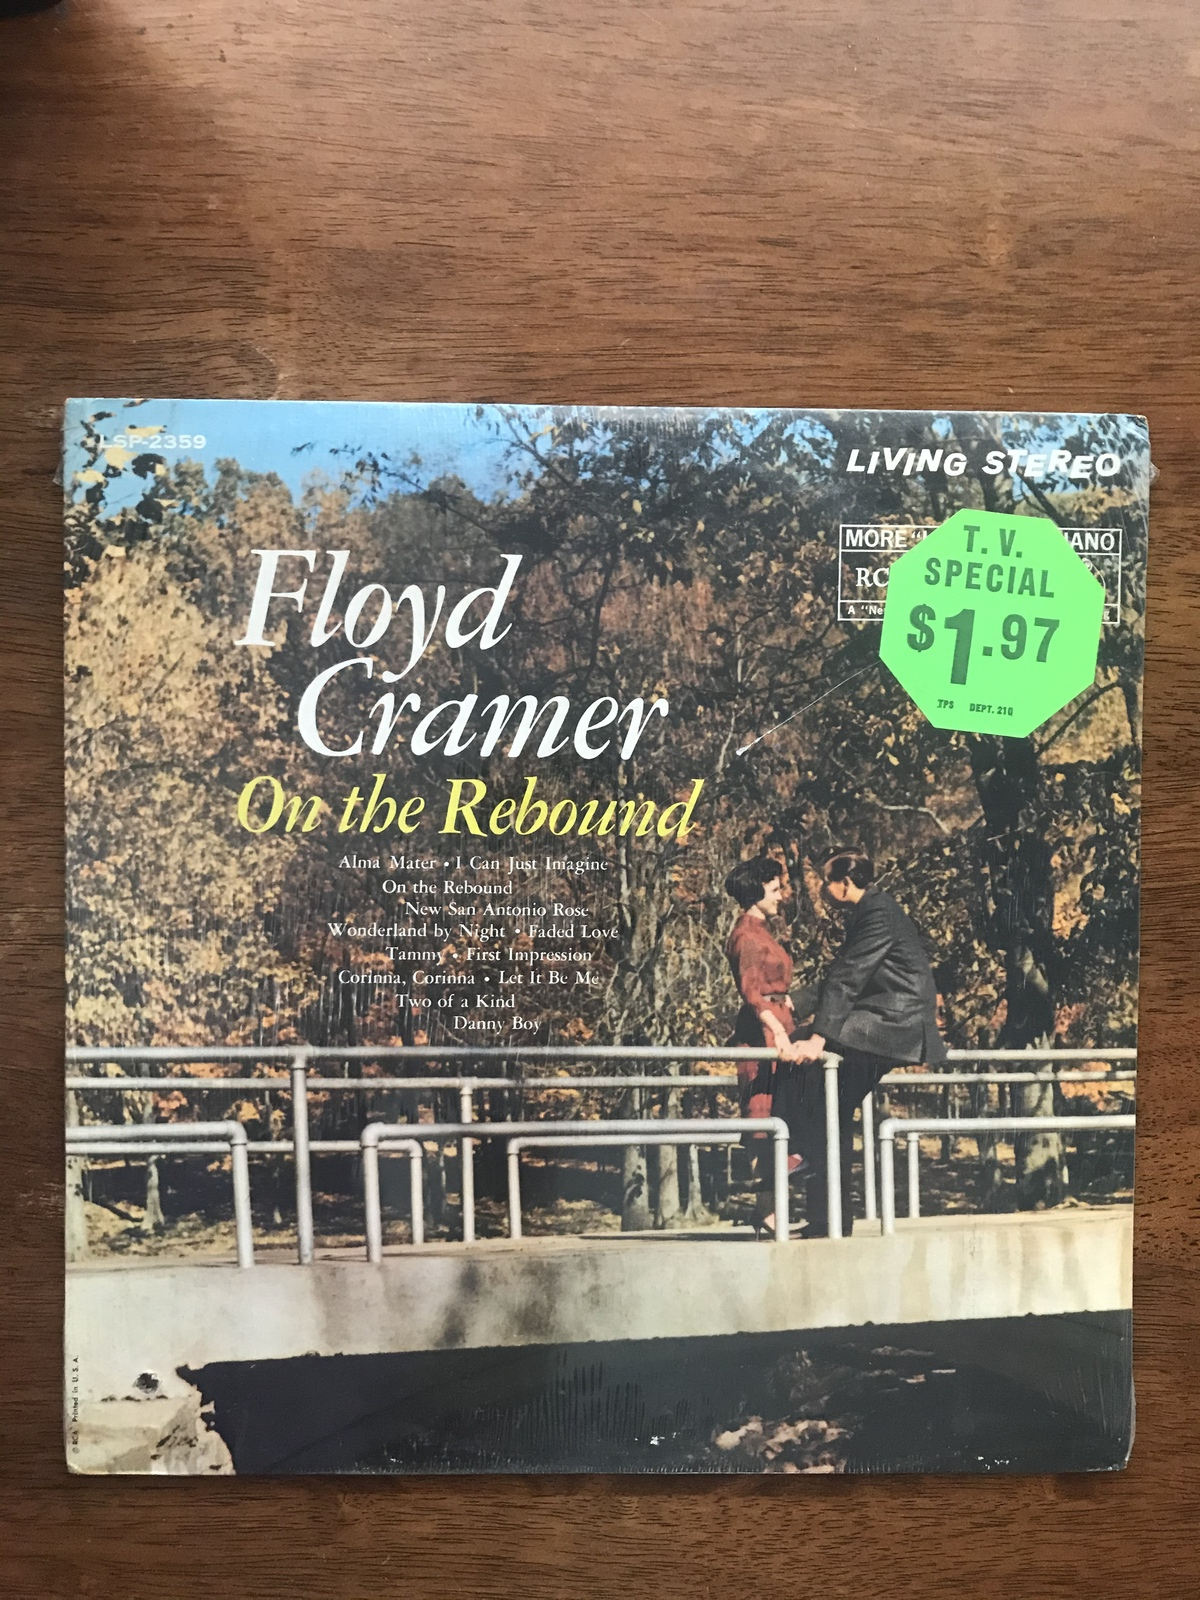 LSP-2359
LIVING STEREO
MORE
RC
A "Ne
T. V.
SPECIAL
$1.97
TPS DEPT. 210
Floyd
Cramer
On the Rebound
Alma Mater • I Can Just Imagine
On the Rebound
New San Antonio Rose
Wonderland by Night • Faded Love
Tammy • First Impression
Corinna, Corinna • Let It Be Me
Two of a Kind
Danny Boy
© RCA Printed in U. S. A.